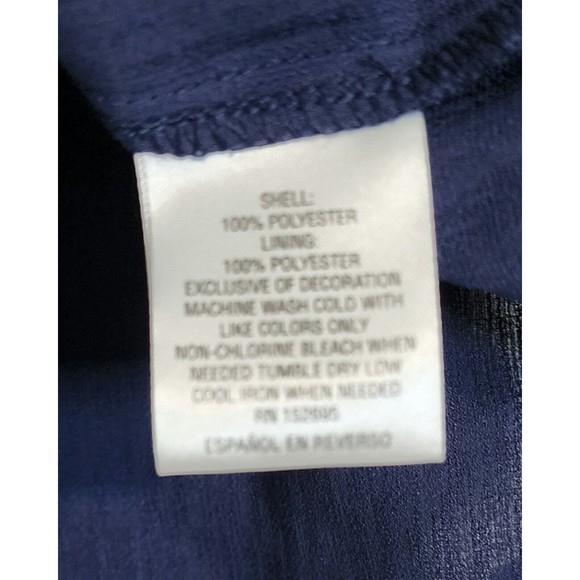 SHELL:
100% POLYESTER
LINING:
100% POLYESTER
EXCLUSIVE OF DECORATION
MACHINE WASH COLD WITH
LIKE COLORS ONLY
NON-CHLORINE BLEACH WHEN
NEEDED TUMBLE DRY LOW
COOL IRON WHEN NEEDED
RN
ESPAÑOL EN REVERSO